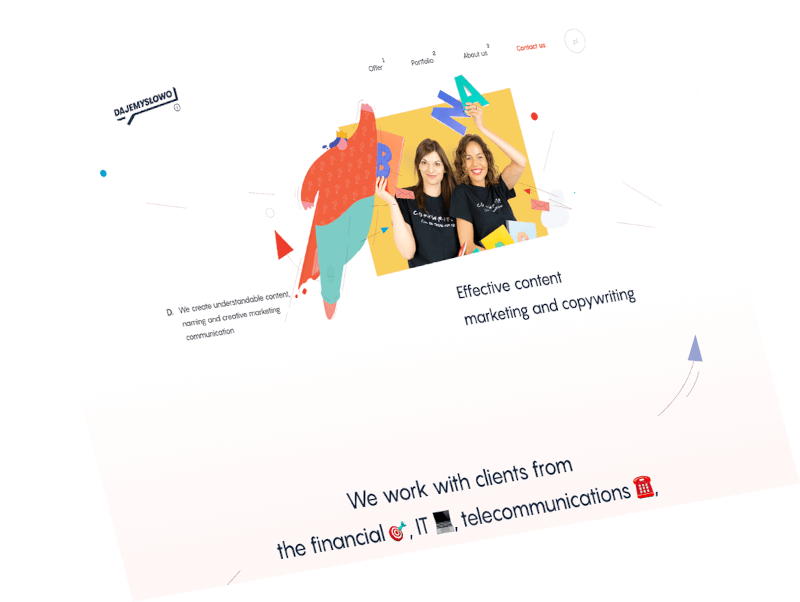 Offer 1
Portfolio 2
About us 3
Contact us
pl
DAJEMYSŁOWO
B
M
A
Effective content
marketing and copywriting
D. We create understandable content,
naming and creative marketing
communication
We work with clients from
the financial 🎯, IT 💻, telecommunications ☎️,